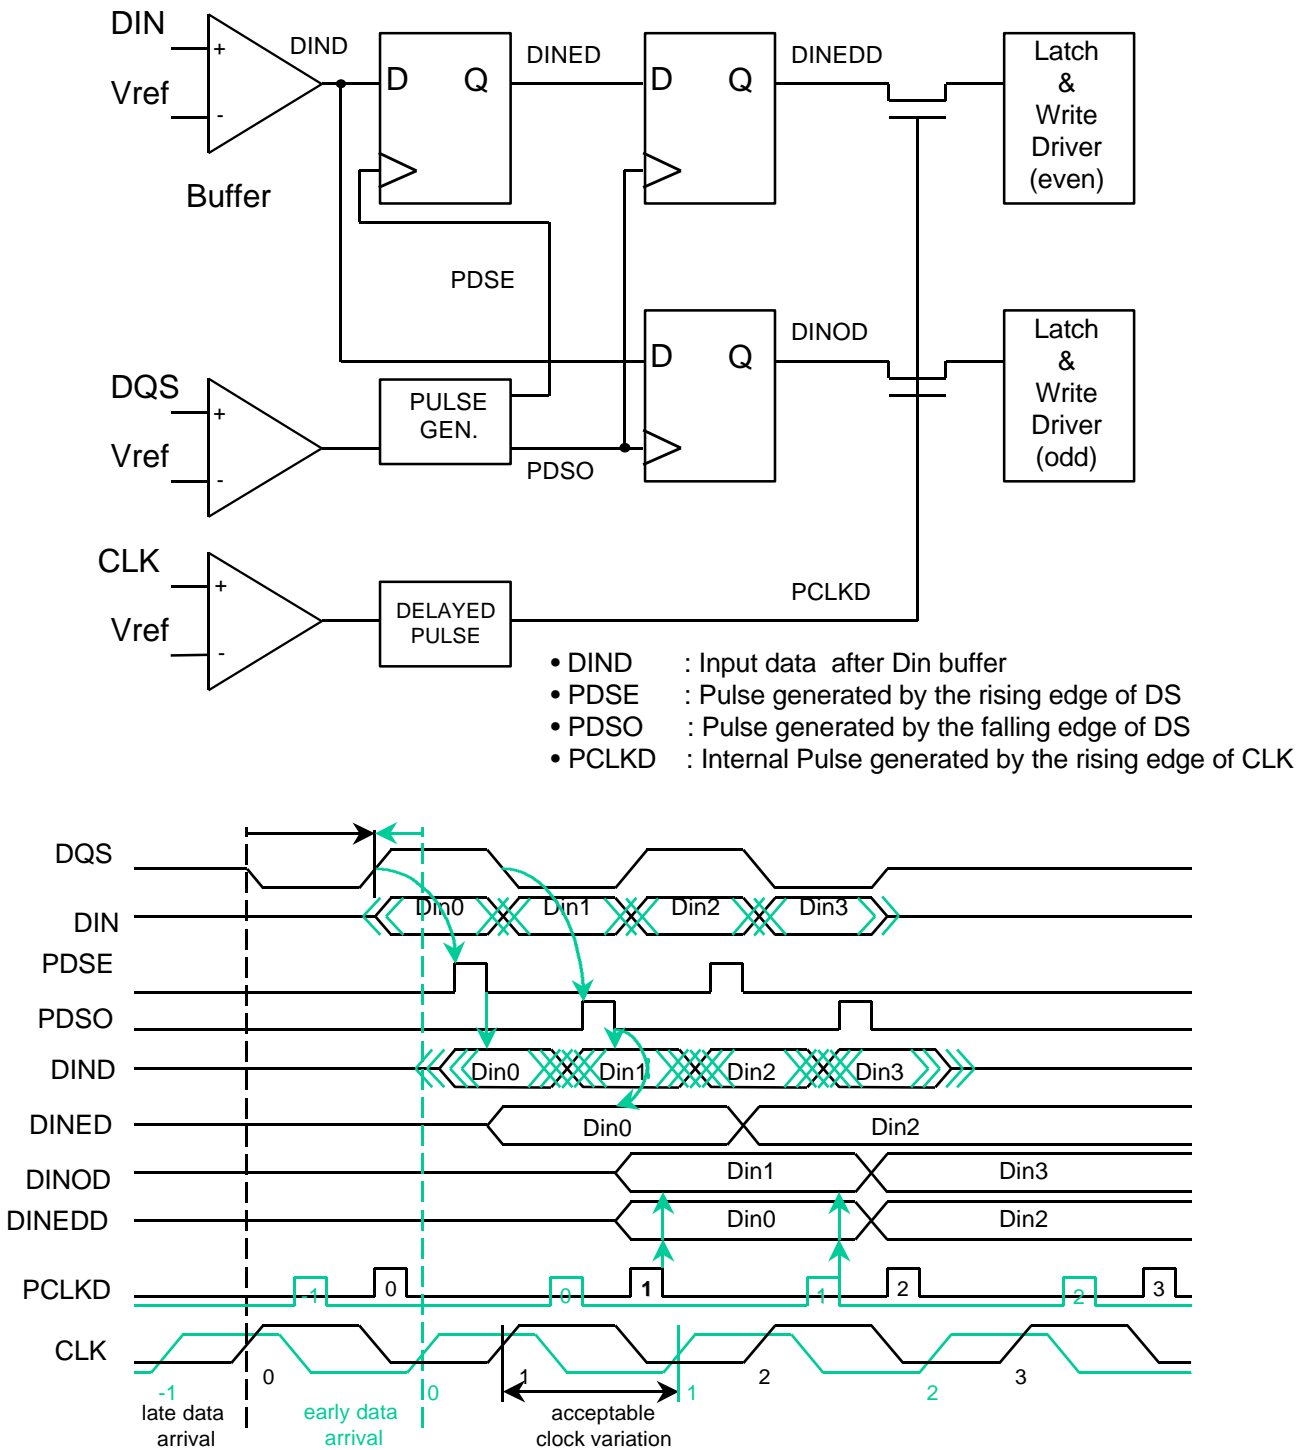 DIN
DIND
DINED
DINEDD
Latch
&
Write
Driver
(even)
+
D
Q
D
Q
Vref
-
Buffer
PDSE
DINOD
Latch
&
Write
Driver
(odd)
D
Q
DQS
+
PULSE
GEN.
Vref
-
PDSO
CLK
+
PCLKD
DELAYED
PULSE
Vref
-
• DIND : Input data after Din buffer
• PDSE : Pulse generated by the rising edge of DS
• PDSO : Pulse generated by the falling edge of DS
• PCLKD : Internal Pulse generated by the rising edge of CLK
DQS
DIN
Din0 Din1 Din2 Din3
PDSE
PDSO
DIND
Din0 Din1 Din2 Din3
DINED
Din0 Din2
DINOD
Din1 Din3
DINEDD
Din0 Din2
PCLKD
-1 0 0 1 1 2 2 3
CLK
-1 0 0 1 1 2 2 3
late data
arrival
early data
arrival
acceptable
clock variation